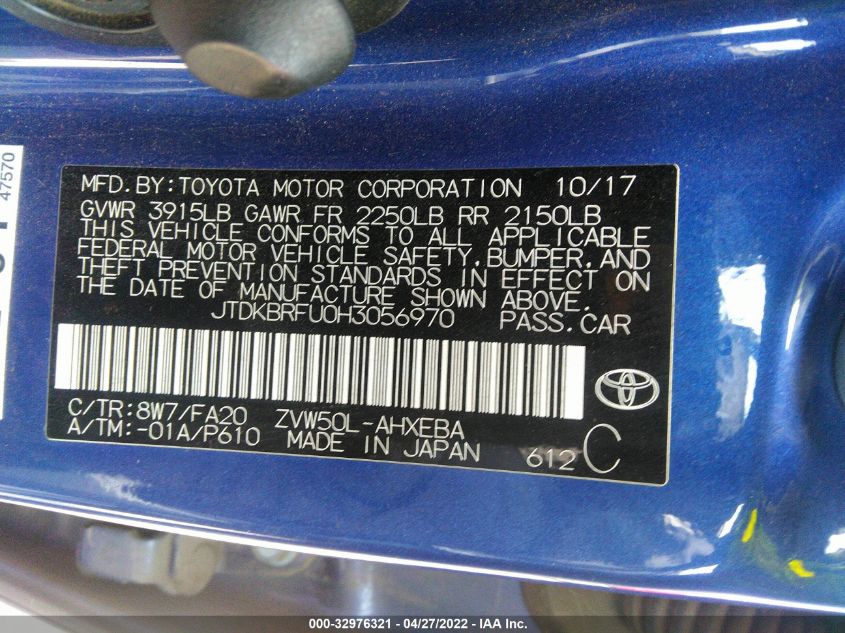 47570
MFD.BY:TOYOTA MOTOR CORPORATION 10/17
GVWR 3915LB GAWR FR 2250LB RR 2150LB
THIS VEHICLE CONFORMS TO ALL APPLICABLE
FEDERAL MOTOR VEHICLE SAFETY,BUMPER,AND
THEFT PREVENTION STANDARDS IN EFFECT ON
THE DATE OF MANUFACTURE SHOWN ABOVE.
JTDKBRFU0H3056970 PASS.CAR
C/TR:8W7/FA20 ZVW50L-AHXEBA
A/TM:-01A/P610 MADE IN JAPAN 612 C
000-32976321 | 04/27/2022 | IAA Inc.